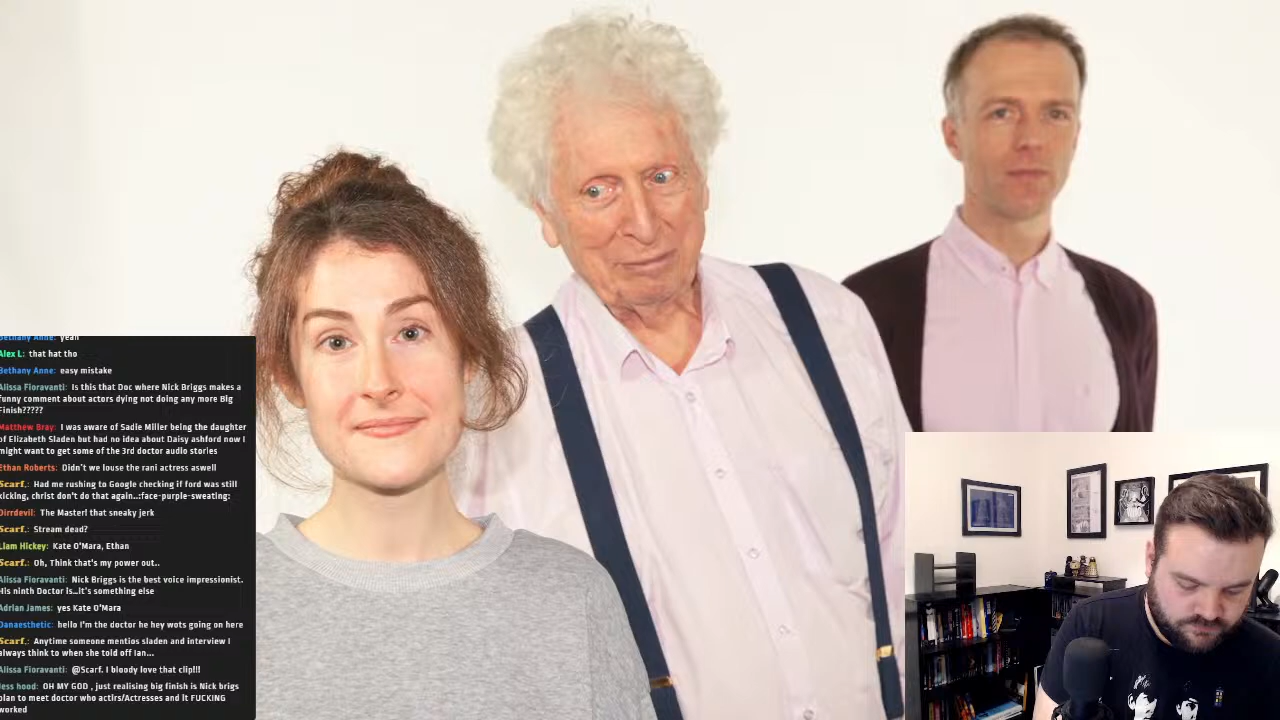 Bethany Anne: yeah
Alex L: that hat tho
Bethany Anne: easy mistake
Alissa Fioravanti: Is this that Doc where Nick Briggs makes a
funny comment about actors dying not doing any more Big
Finish?????
Matthew Bray: I was aware of Sadie Miller being the daughter
of Elizabeth Sladen but had no idea about Daisy ashford now I
might want to get some of the 3rd doctor audio stories
Ethan Roberts: Didn't we louse the rani actress aswell
Scarf.: Had me rushing to Google checking if ford was still
kicking, christ don't do that again..:face-purple-sweating:
Dirrdevil: The Master! that sneaky jerk
Scarf.: Stream dead?
Liam Hickey: Kate O'Mara, Ethan
Scarf.: Oh, Think that's my power out..
Alissa Fioravanti: Nick Briggs is the best voice impressionist.
His ninth Doctor is..it's something else
Adrian James: yes Kate O'Mara
Danaesthetic: hello I'm the doctor he hey wots going on here
Scarf.: Anytime someone mentios sladen and interview I
always think to when she told off Ian...
Alissa Fioravanti: @Scarf. I bloody love that clip!!!
Jess hood: OH MY GOD , just realising big finish is Nick brigs
plan to meet doctor who actirs/Actresses and it FUCKING
worked